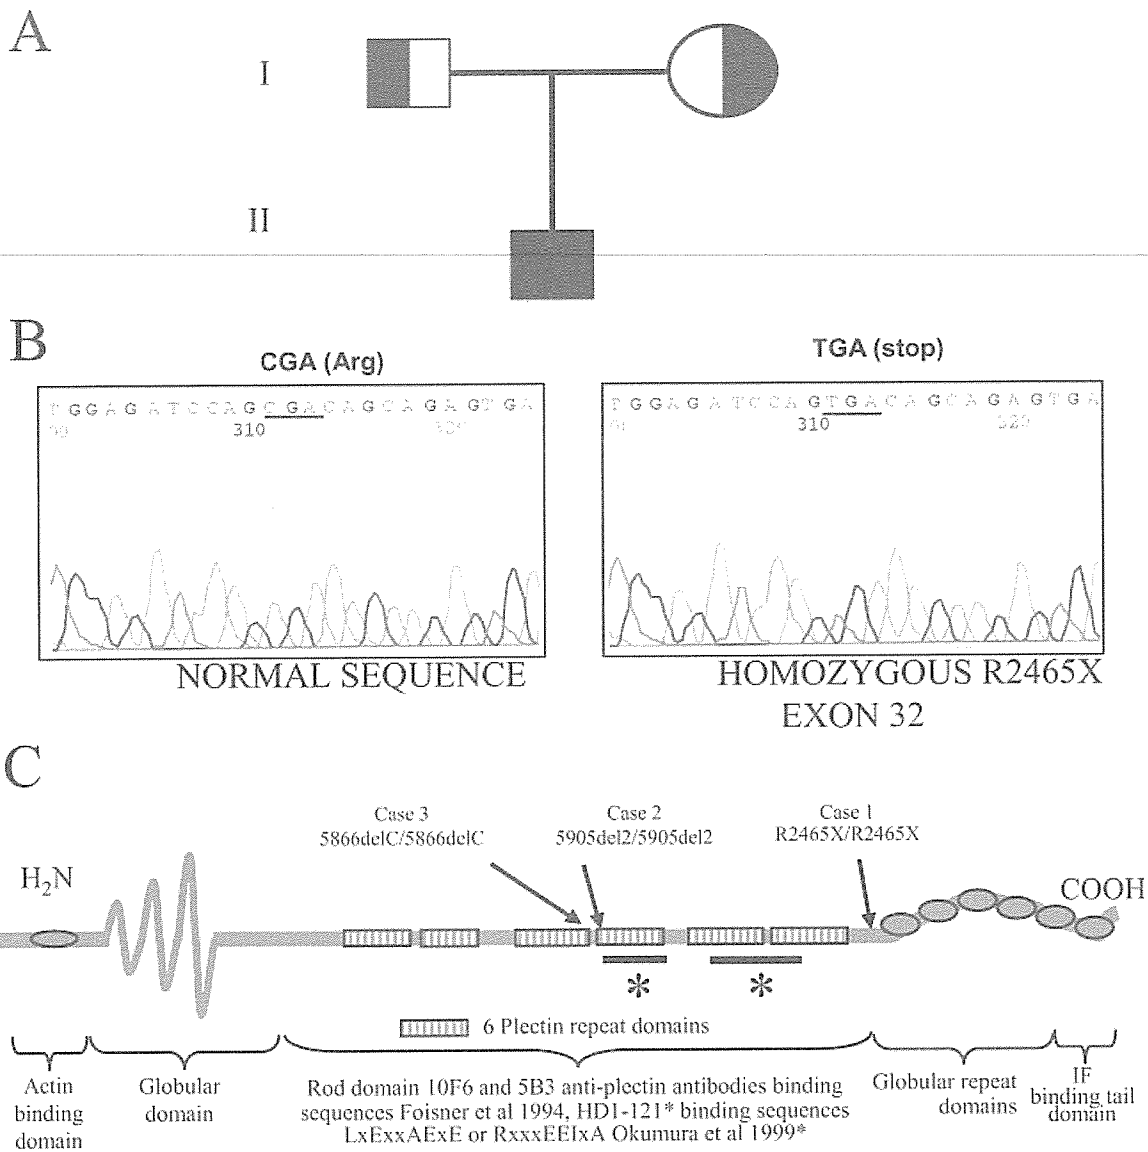 A
I
II
B
CGA (Arg)
TGA (stop)
T G G A G A T C C A G C G A C A G C A G A G T G A
310
320
T G G A G A T C C A G T G A C A G C A G A G T G A
310
320
NORMAL SEQUENCE
HOMOZYGOUS R2465X
EXON 32
C
Case 3
5866delC/5866delC
Case 2
5905del2/5905del2
Case 1
R2465X/R2465X
H2N
COOH
*
*
6 Plectin repeat domains
Actin
binding
domain
Globular
domain
Rod domain 10F6 and 5B3 anti-plectin antibodies binding
sequences Foisner et al 1994, HD1-121* binding sequences
LxExxAExE or RxxxEEIxA Okumura et al 1999*
Globular repeat
domains
IF
binding tail
domain